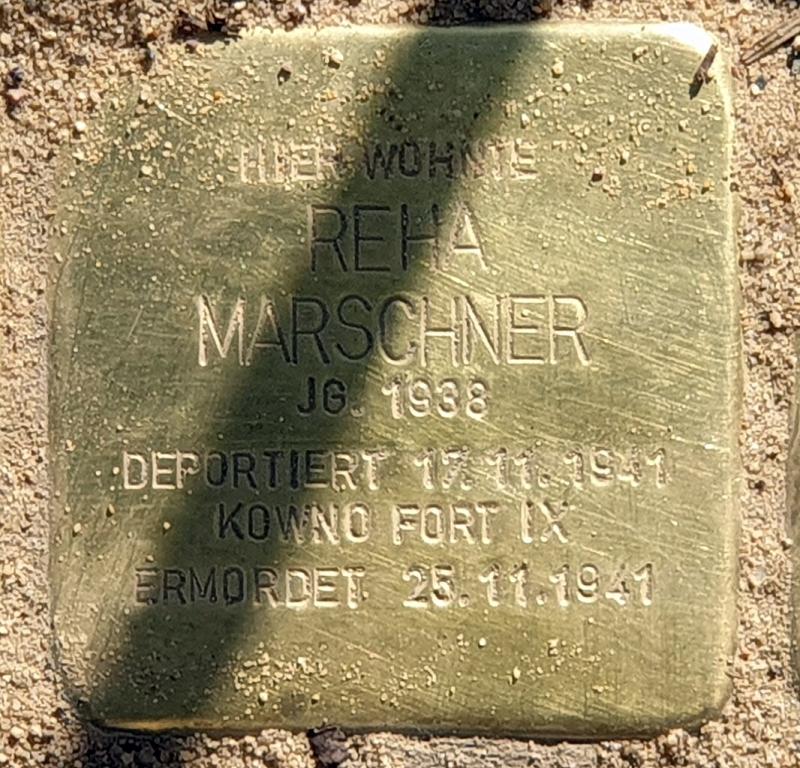 HIER WOHNTE
REHA
MARSCHNER
JG. 1938
DEPORTIERT 17.11.1941
KOWNO FORT IX
ERMORDET 25.11.1941